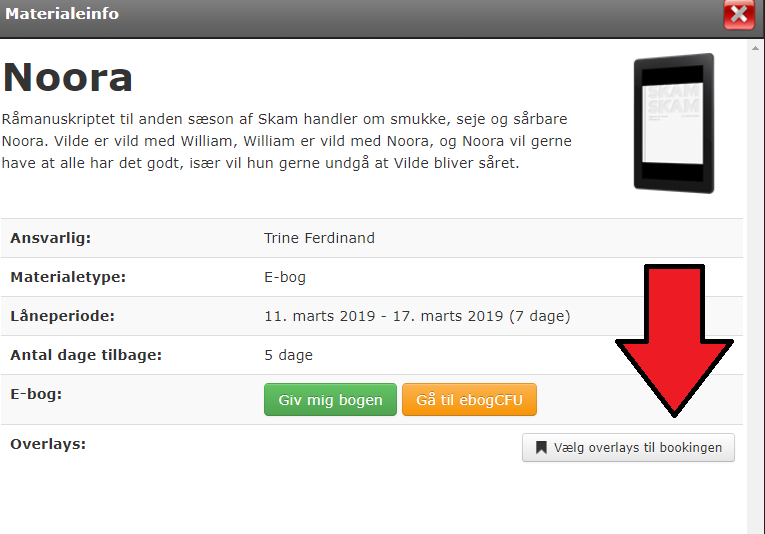 Materialeinfo
Noora
Råmanuskriptet til anden sæson af Skam handler om smukke, seje og sårbare
Noora. Vilde er vild med William, William er vild med Noora, og Noora vil gerne
have at alle har det godt, især vil hun gerne undgå at Vilde bliver såret.
SKAM
SKAM
Ansvarlig: Trine Ferdinand
Materialetype: E-bog
Låneperiode: 11. marts 2019 - 17. marts 2019 (7 dage)
Antal dage tilbage: 5 dage
E-bog: Giv mig bogen Gå til ebogCFU
Overlays: Vælg overlays til bookingen